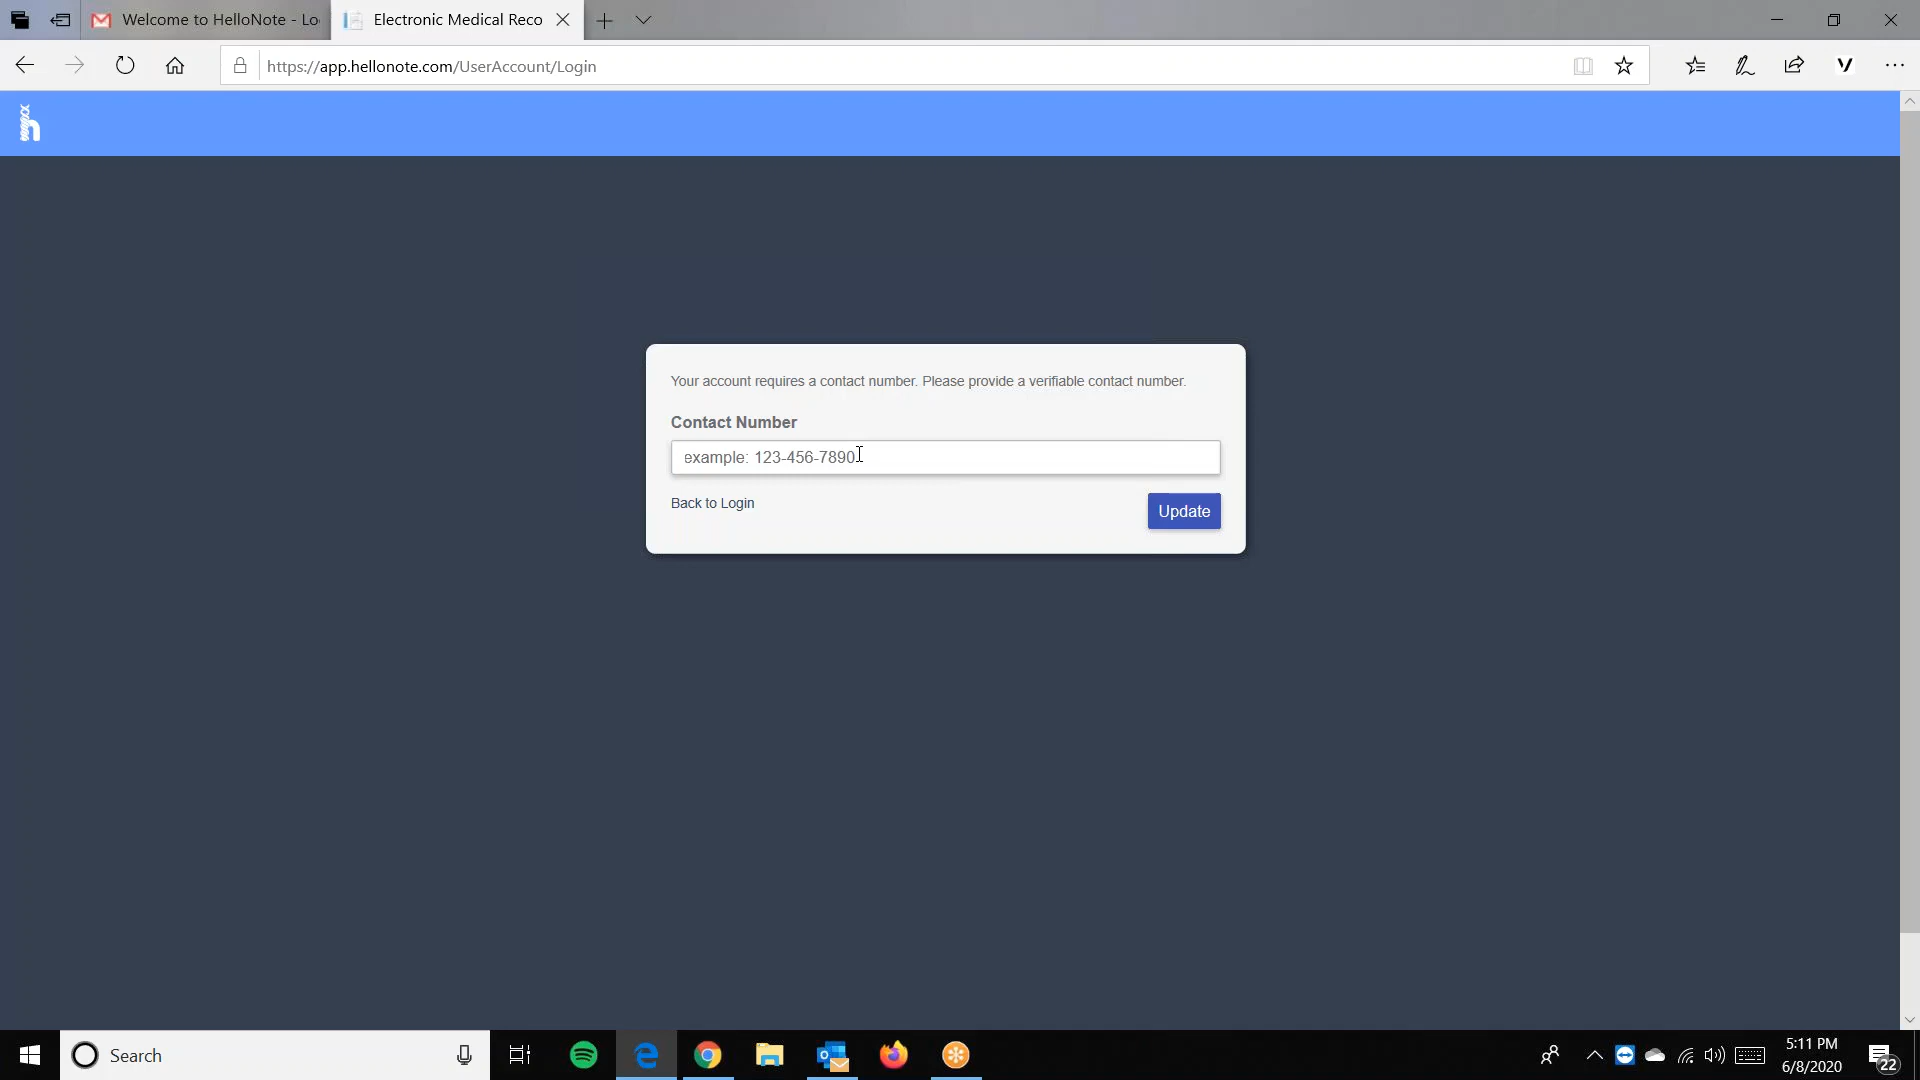 Welcome to HelloNote - Lo
Electronic Medical Reco
https://app.hellonote.com/UserAccount/Login
Your account requires a contact number. Please provide a verifiable contact number.
Contact Number
example: 123-456-7890
Back to Login
Update
Search
5:11 PM
6/8/2020
22